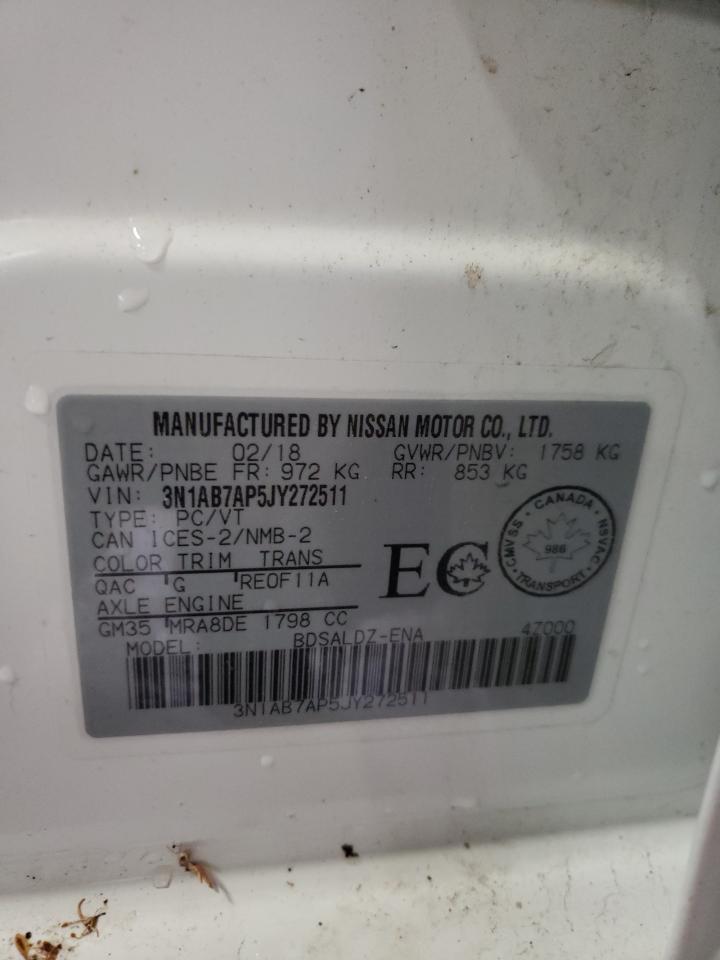 MANUFACTURED BY NISSAN MOTOR CO., LTD.
DATE: 02/18 GVWR/PNBV: 1758 KG
GAWR/PNBE FR: 972 KG RR: 853 KG
VIN: 3N1AB7AP5JY272511
TYPE: PC/VT
CAN ICES-2/NMB-2
COLOR TRIM TRANS
QAC G RE0F11A
AXLE ENGINE
GM35 MRA8DE 1798 CC
MODEL: BDSALDZ-ENA 4Z000
3N1AB7AP5JY272511
EC
CANADA
CMVSS · NSVAC
986
TRANSPORT